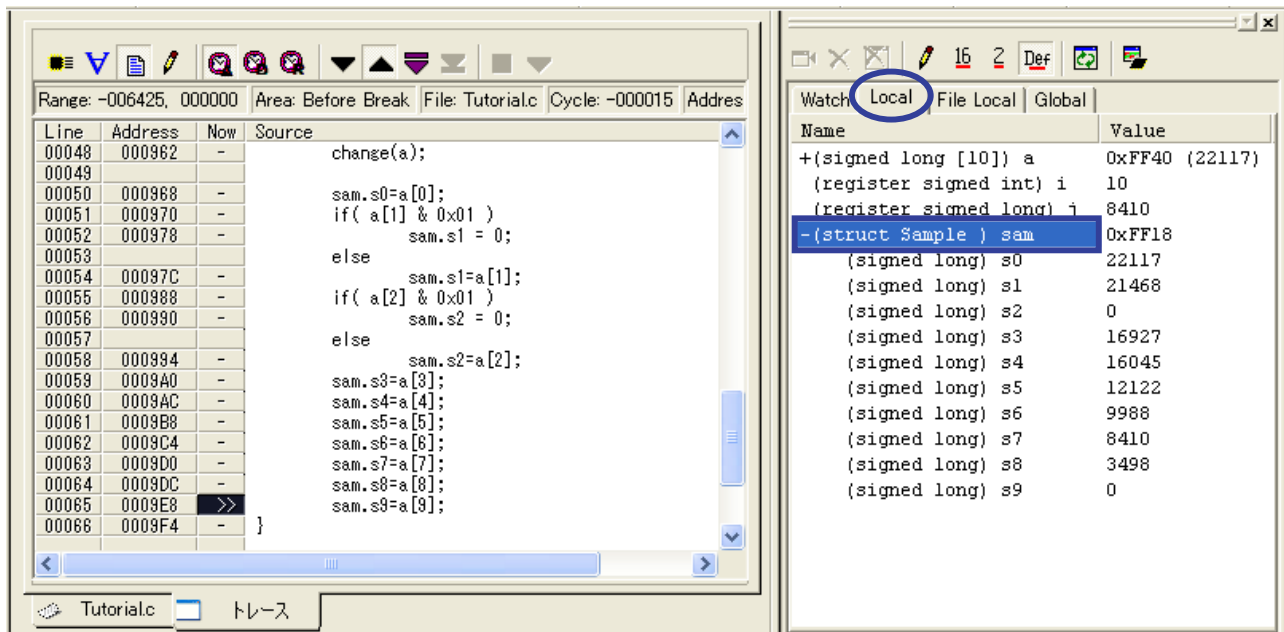 Range: -006425, 000000 Area: Before Break File: Tutorial.c Cycle: -000015 Addres
Line Address Now Source
00048 000962 - change(a);
00049
00050 000968 - sam.s0=a[0];
00051 000970 - if( a[1] & 0x01 )
00052 000978 - sam.s1 = 0;
00053 else
00054 00097C - sam.s1=a[1];
00055 000988 - if( a[2] & 0x01 )
00056 000990 - sam.s2 = 0;
00057 else
00058 000994 - sam.s2=a[2];
00059 0009A0 - sam.s3=a[3];
00060 0009AC - sam.s4=a[4];
00061 0009B8 - sam.s5=a[5];
00062 0009C4 - sam.s6=a[6];
00063 0009D0 - sam.s7=a[7];
00064 0009DC - sam.s8=a[8];
00065 0009E8 >> sam.s9=a[9];
00066 0009F4 - }
Tutorial.c トレース
16 2 Def
Watch Local File Local Global
Name Value
+(signed long [10]) a 0xFF40 (22117)
(register signed int) i 10
(register signed long) j 8410
-(struct Sample ) sam 0xFF18
(signed long) s0 22117
(signed long) s1 21468
(signed long) s2 0
(signed long) s3 16927
(signed long) s4 16045
(signed long) s5 12122
(signed long) s6 9988
(signed long) s7 8410
(signed long) s8 3498
(signed long) s9 0